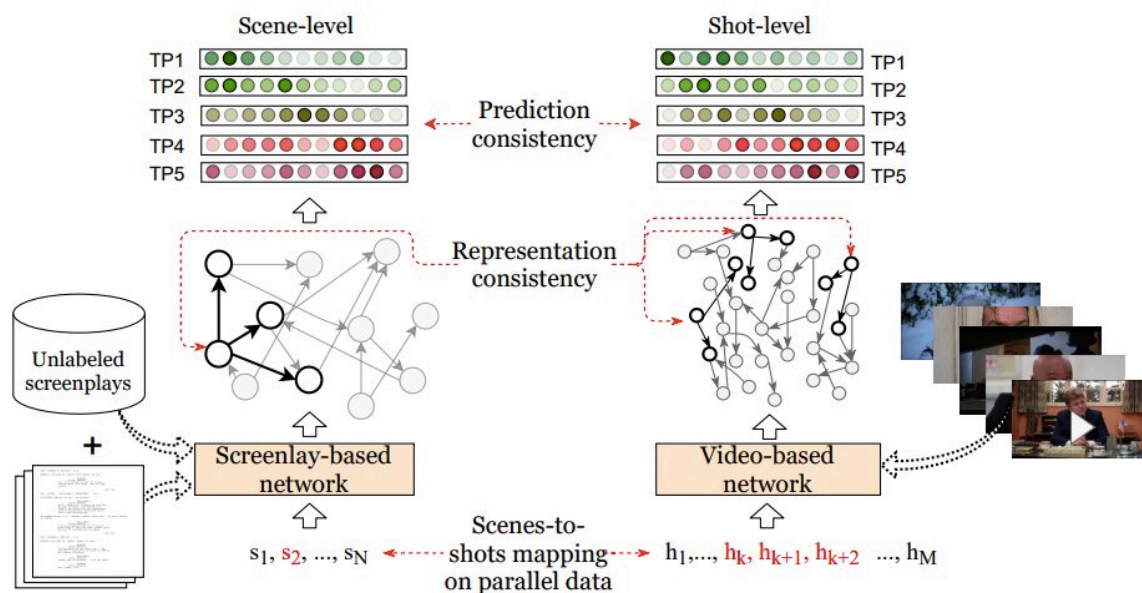 Scene-level
Shot-level
TP1
TP2
TP3
TP4
TP5
TP1
TP2
TP3
TP4
TP5
Prediction
consistency
Representation
consistency
Unlabeled
screenplays
+
Screenlay-based
network
Video-based
network
Scenes-to-
shots mapping
on parallel data
s1, s2, ..., sN
h1,..., hk, hk+1, hk+2 ..., hM